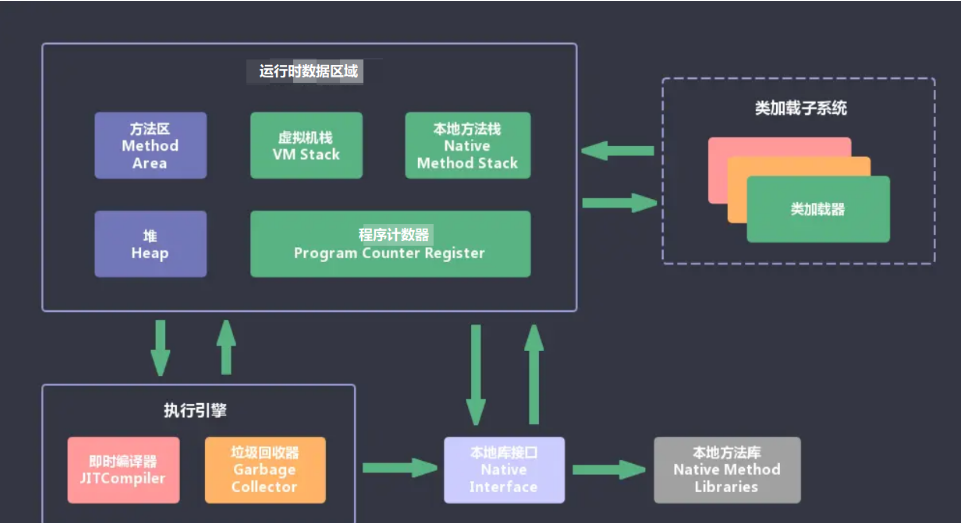 运行时数据区域
类加载子系统
方法区
Method
Area
虚拟机栈
VM Stack
本地方法栈
Native
Method Stack
类加载器
堆
Heap
程序计数器
Program Counter Register
执行引擎
即时编译器
JITCompiler
垃圾回收器
Garbage
Collector
本地库接口
Native
Interface
本地方法库
Native Method
Libraries